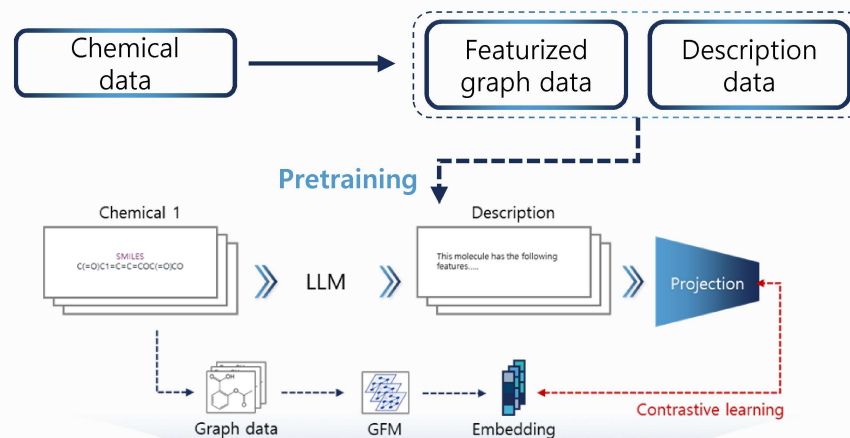 Chemical
data
Featurized
graph data
Description
data
Pretraining
Chemical 1
Description
SMILES
C(=O)C1=C=C=COC(=O)CO
LLM
This molecule has the following
features.....
Projection
OH
O
O
Contrastive learning
Graph data
GFM
Embedding